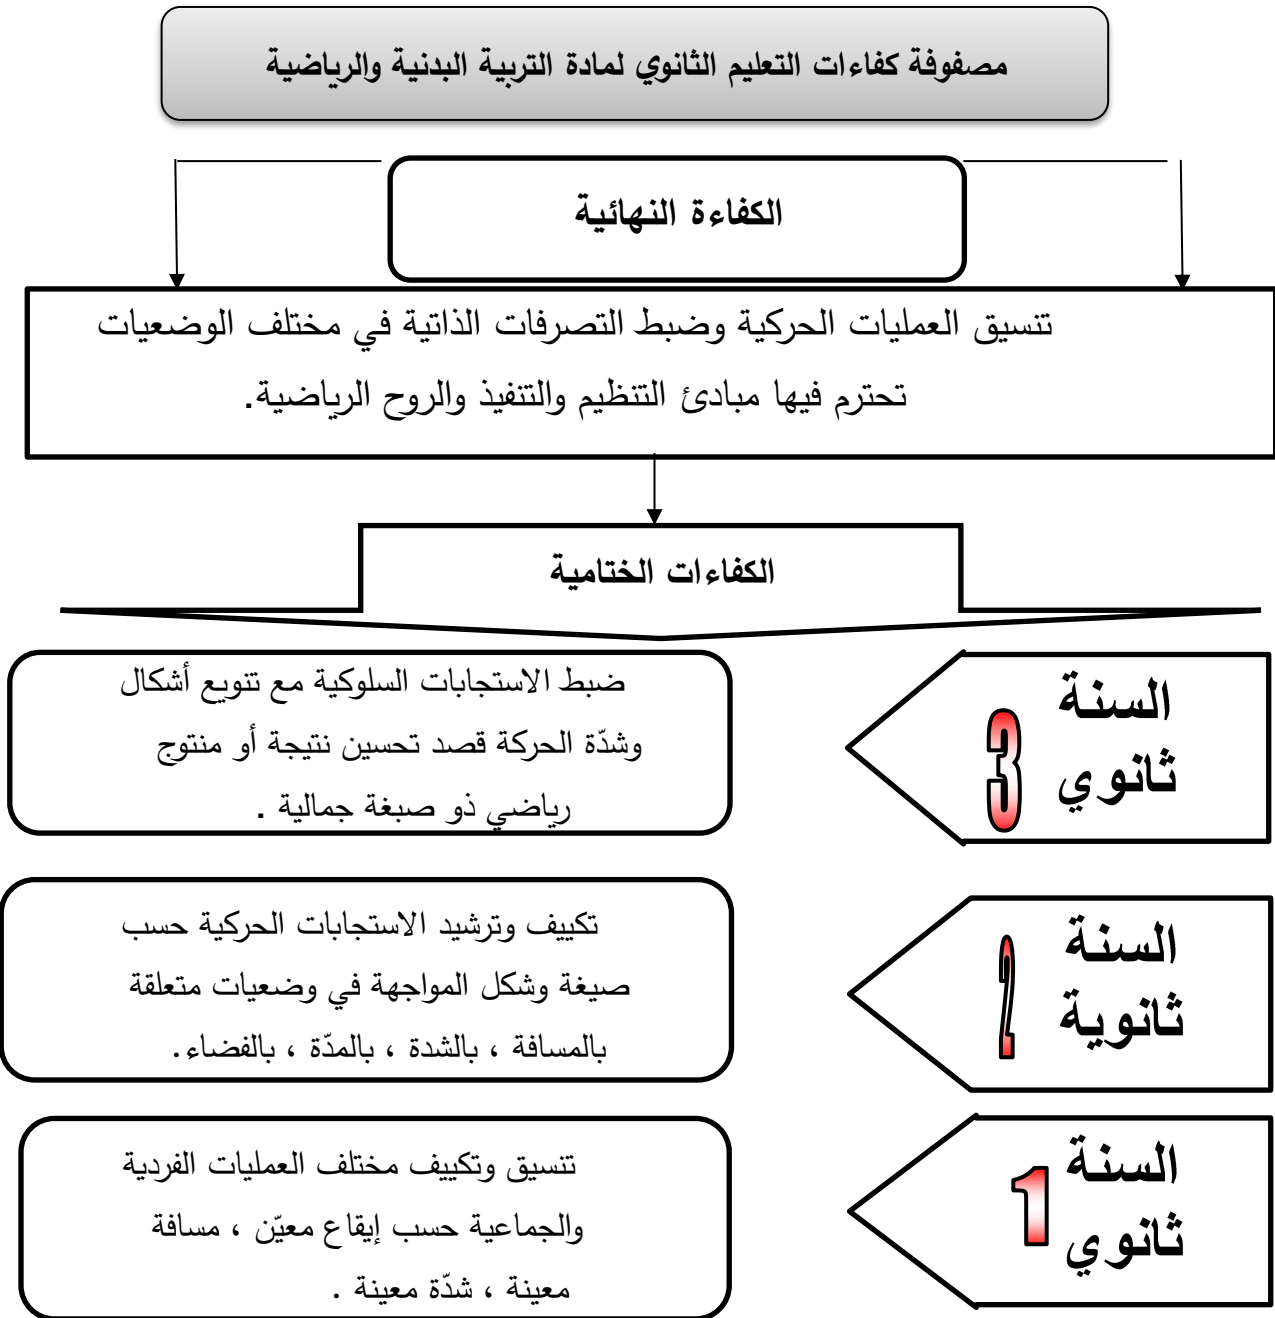 مصفوفة كفاءات التعليم الثانوي لمادة التربية البدنية والرياضية
الكفاءة النهائية
تنسيق العمليات الحركية وضبط التصرفات الذاتية في مختلف الوضعيات
تحترم فيها مبادئ التنظيم والتنفيذ والروح الرياضية.
الكفاءات الختامية
السنة
3
ثانوي
ضبط الاستجابات السلوكية مع تنويع أشكال
وشدّة الحركة قصد تحسين نتيجة أو منتوج
رياضي ذو صبغة جمالية .
السنة
2
ثانوية
تكييف وترشيد الاستجابات الحركية حسب
صيغة وشكل المواجهة في وضعيات متعلقة
بالمسافة ، بالشدة ، بالمدّة ، بالفضاء.
السنة
1
ثانوي
تنسيق وتكييف مختلف العمليات الفردية
والجماعية حسب إيقاع معيّن ، مسافة
معينة ، شدّة معينة .